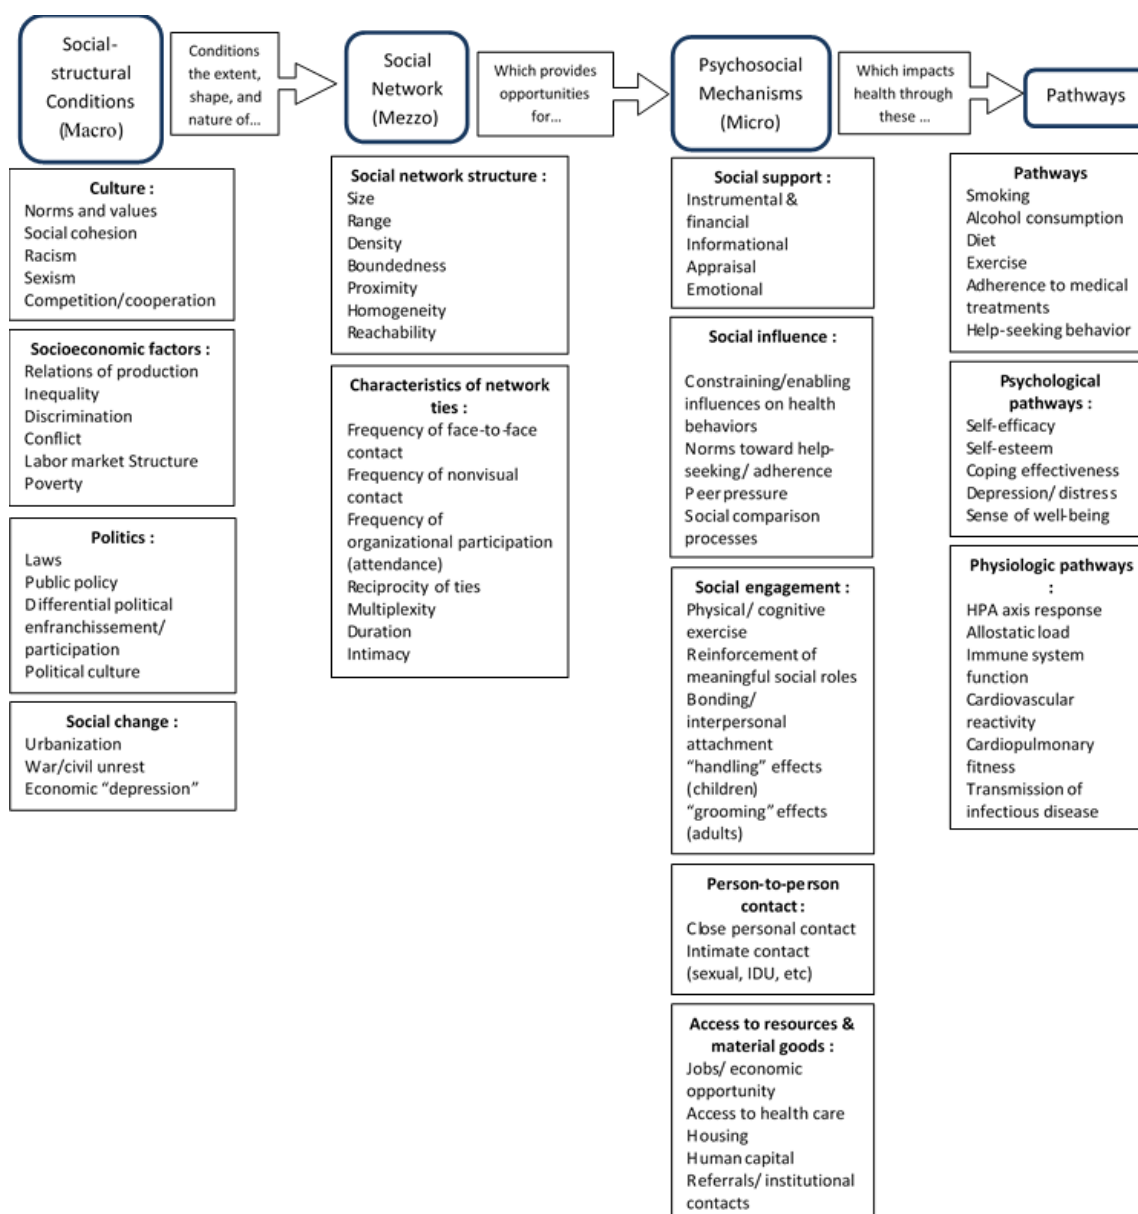 Social-
structural
Conditions
(Macro)
Conditions
the extent,
shape, and
nature of...
Social
Network
(Mezzo)
Which provides
opportunities
for...
Psychosocial
Mechanisms
(Micro)
Which impacts
health through
these ...
Pathways
Culture :
Norms and values
Social cohesion
Racism
Sexism
Competition/cooperation
Socioeconomic factors :
Relations of production
Inequality
Discrimination
Conflict
Labor market Structure
Poverty
Politics :
Laws
Public policy
Differential political
enfranchissement/
participation
Political culture
Social change :
Urbanization
War/civil unrest
Economic “depression”
Social network structure :
Size
Range
Density
Boundedness
Proximity
Homogeneity
Reachability
Characteristics of network
ties :
Frequency of face-to-face
contact
Frequency of nonvisual
contact
Frequency of
organizational participation
(attendance)
Reciprocity of ties
Multiplexity
Duration
Intimacy
Social support :
Instrumental &
financial
Informational
Appraisal
Emotional
Social influence :
Constraining/enabling
influences on health
behaviors
Norms toward help-
seeking/ adherence
Peer pressure
Social comparison
processes
Social engagement :
Physical/ cognitive
exercise
Reinforcement of
meaningful social roles
Bonding/
interpersonal
attachment
“handling” effects
(children)
“grooming” effects
(adults)
Person-to-person
contact :
Close personal contact
Intimate contact
(sexual, IDU, etc)
Access to resources &
material goods :
Jobs/ economic
opportunity
Access to health care
Housing
Human capital
Referrals/ institutional
contacts
Pathways
Smoking
Alcohol consumption
Diet
Exercise
Adherence to medical
treatments
Help-seeking behavior
Psychological
pathways :
Self-efficacy
Self-esteem
Coping effectiveness
Depression/ distress
Sense of well-being
Physiologic pathways
:
HPA axis response
Allostatic load
Immune system
function
Cardiovascular
reactivity
Cardiopulmonary
fitness
Transmission of
infectious disease